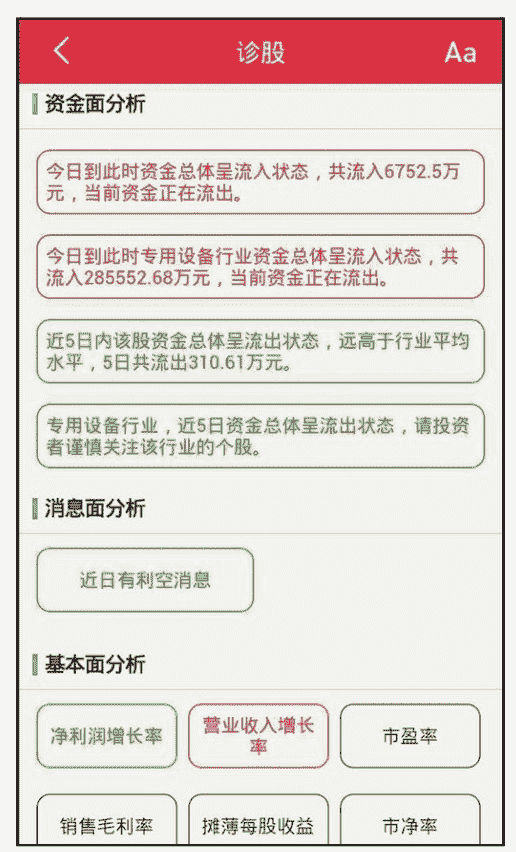 诊股
Aa
资金面分析
今日到此时资金总体呈流入状态，共流入6752.5万
元，当前资金正在流出。
今日到此时专用设备行业资金总体呈流入状态，共
流入285552.68万元，当前资金正在流出。
近5日内该股资金总体呈流出状态，远高于行业平均
水平，5日共流出310.61万元。
专用设备行业，近5日资金总体呈流出状态，请投资
者谨慎关注该行业的个股。
消息面分析
近日有利空消息
基本面分析
净利润增长率
营业收入增长
率
市盈率
销售毛利率
摊薄每股收益
市净率